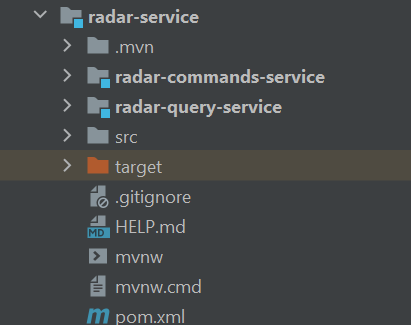 radar-service
.mvn
radar-commands-service
radar-query-service
src
target
.gitignore
MD HELP.md
mvnw
mvnw.cmd
m pom.xml